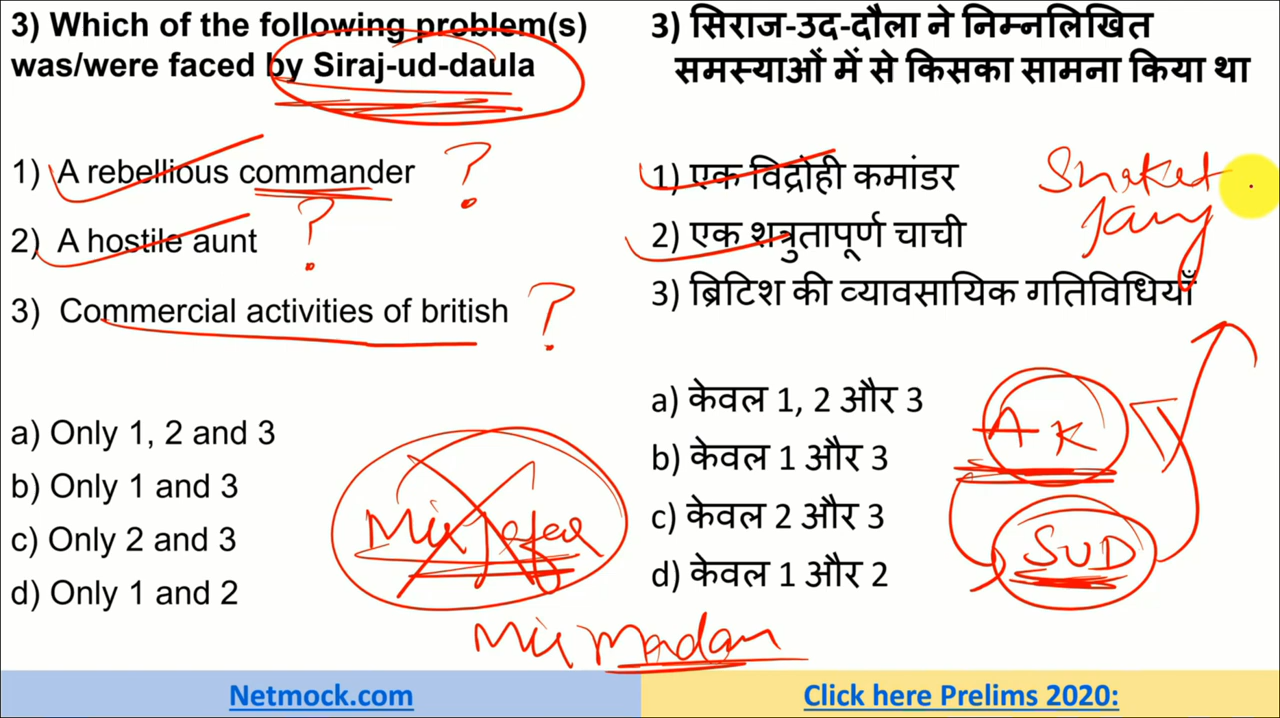 3) Which of the following problem(s)
was/were faced by Siraj-ud-daula
1) A rebellious commander ?
2) A hostile aunt ?
3) Commercial activities of british ?
a) Only 1, 2 and 3
b) Only 1 and 3
c) Only 2 and 3
d) Only 1 and 2
Mir Jafar
Mir Madan
3) सिराज-उद-दौला ने निम्नलिखित
समस्याओं में से किसका सामना किया था
1) एक विद्रोही कमांडर
2) एक शत्रुतापूर्ण चाची
3) ब्रिटिश की व्यावसायिक गतिविधियाँ
Shaket
Jang
a) केवल 1, 2 और 3
b) केवल 1 और 3
c) केवल 2 और 3
d) केवल 1 और 2
AK
SUD
Netmock.com
Click here Prelims 2020: